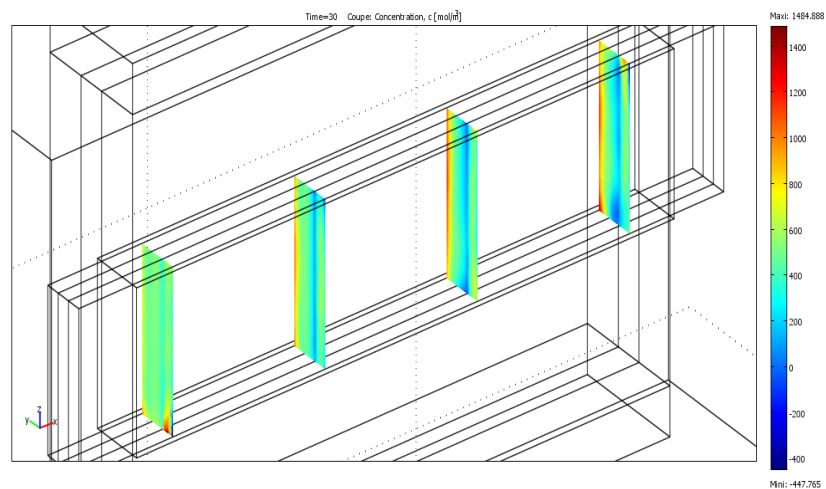 Time=30 Coupe: Concentration, c [mol/m³]
Maxi: 1484.888
1400
1200
1000
800
600
400
200
0
-200
-400
Mini: -447.765
z
y
x